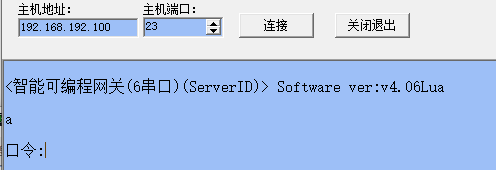 主机地址: 主机端口:
192.168.192.100 23 连接 关闭退出
<智能可编程网关(6串口)(ServerID)> Software ver:v4.06Lua
a
口令: